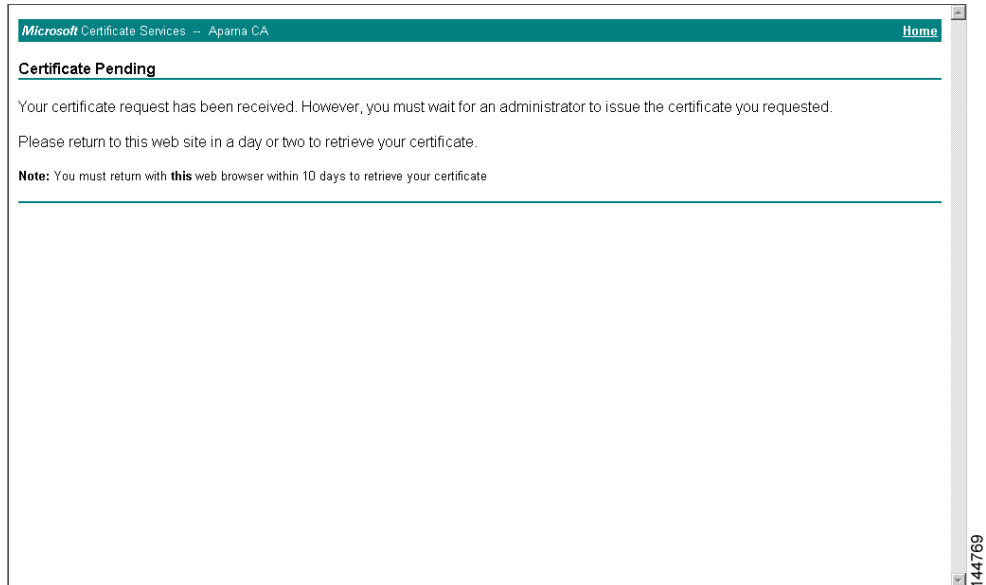 Microsoft Certificate Services -- Aparna CA Home
Certificate Pending
Your certificate request has been received. However, you must wait for an administrator to issue the certificate you requested.
Please return to this web site in a day or two to retrieve your certificate.
Note: You must return with this web browser within 10 days to retrieve your certificate
144769